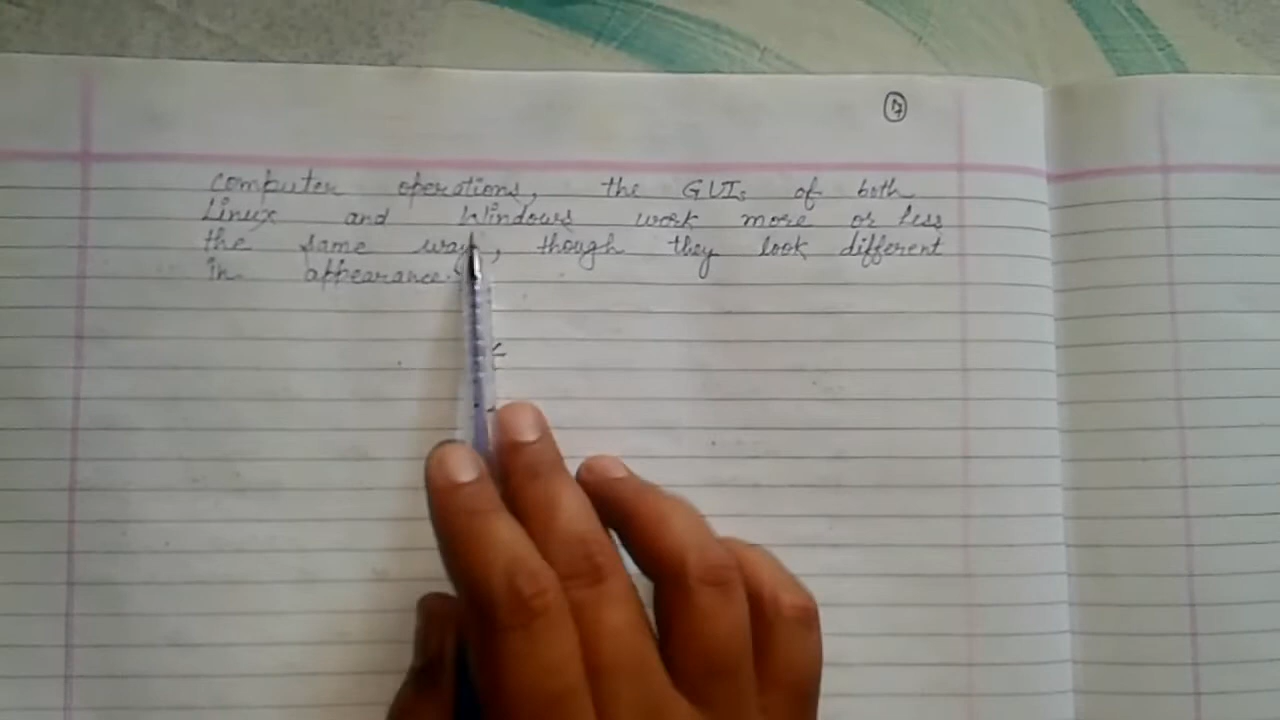 computer operations, the GUIs of both
Linux and Windows work more or less
the same way, though they look different
in appearance.